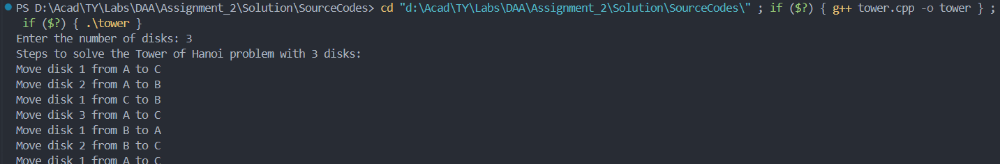 PS D:\Acad\TY\Labs\DAA\Assignment_2\Solution\SourceCodes> cd "d:\Acad\TY\Labs\DAA\Assignment_2\Solution\SourceCodes\" ; if ($?) { g++ tower.cpp -o tower } ;
if ($?) { .\tower }
Enter the number of disks: 3
Steps to solve the Tower of Hanoi problem with 3 disks:
Move disk 1 from A to C
Move disk 2 from A to B
Move disk 1 from C to B
Move disk 3 from A to C
Move disk 1 from B to A
Move disk 2 from B to C
Move disk 1 from A to C